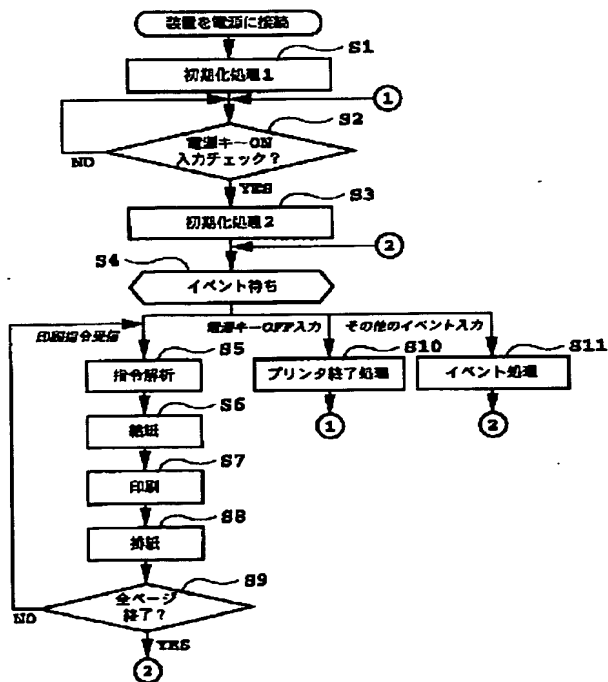 装置を電源に接続
S1
初期化処理1
①
S2
電源キーON
入力チェック?
NO
YES
S3
初期化処理2
②
S4
イベント待ち
印刷指令受信
電源キーOFF入力
その他のイベント入力
S5
指令解析
S10
プリンタ終了処理
S11
イベント処理
①
②
S6
給紙
S7
印刷
S8
排紙
S9
全ページ
終了?
NO
YES
②